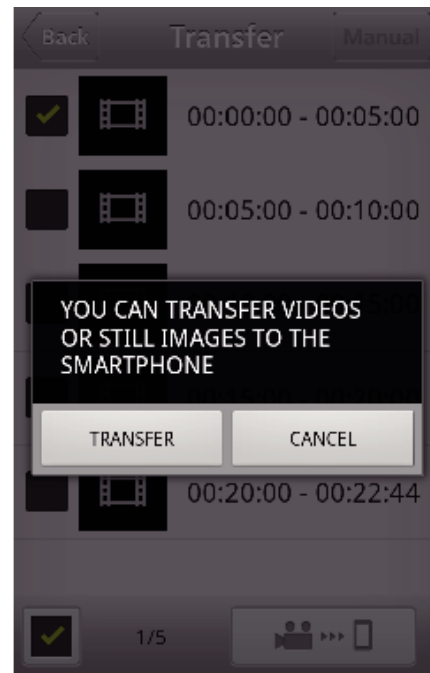 Back Transfer Manual
00:00:00 - 00:05:00
00:05:00 - 00:10:00
YOU CAN TRANSFER VIDEOS
OR STILL IMAGES TO THE
SMARTPHONE
TRANSFER CANCEL
00:20:00 - 00:22:44
1/5